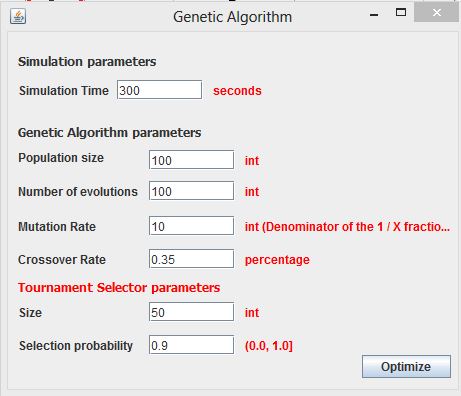 Genetic Algorithm
Simulation parameters
Simulation Time 300 seconds
Genetic Algorithm parameters
Population size 100 int
Number of evolutions 100 int
Mutation Rate 10 int (Denominator of the 1 / X fractio...
Crossover Rate 0.35 percentage
Tournament Selector parameters
Size 50 int
Selection probability 0.9 (0.0, 1.0]
Optimize